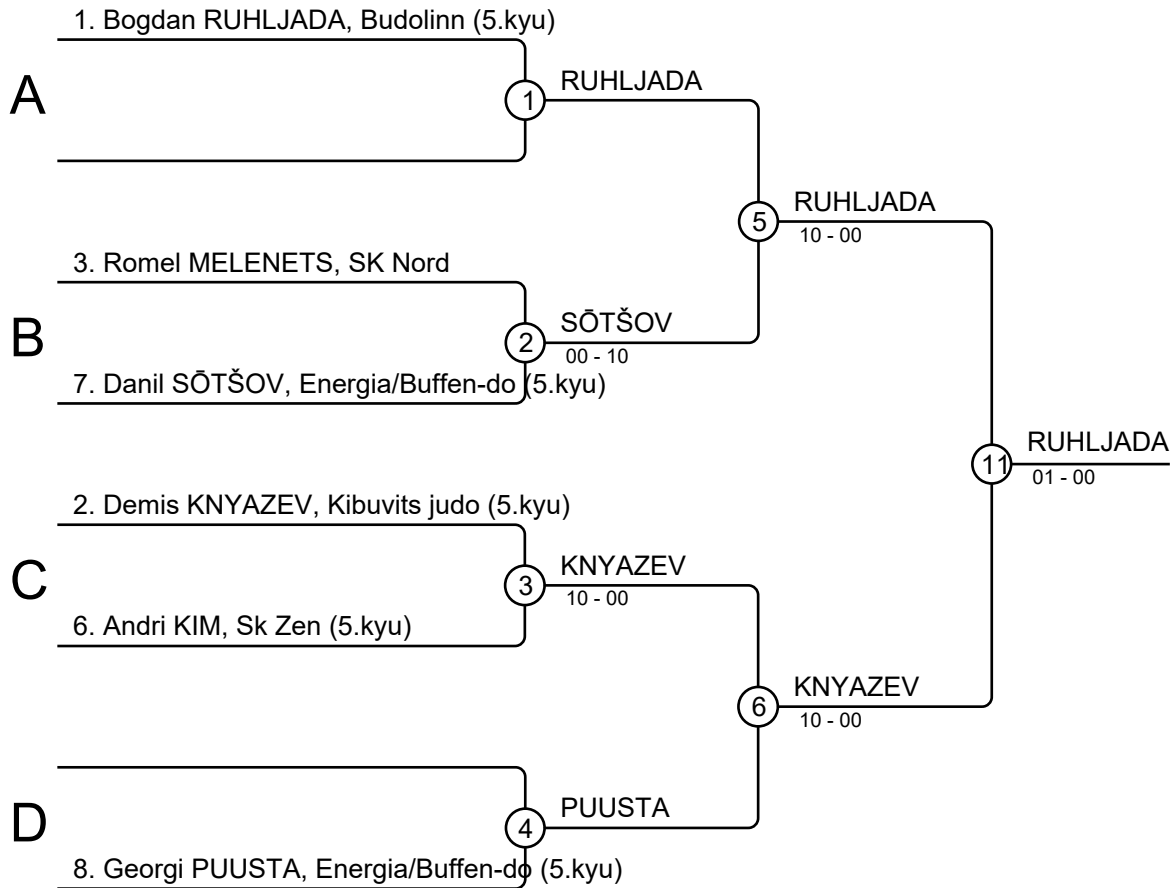 1. Bogdan RUHLJADA, Budolinn (5.kyu)
A
1
RUHLJADA
5
RUHLJADA
10 - 00
3. Romel MELENETS, SK Nord
B
2
SÕTŠOV
00 - 10
7. Danil SÕTŠOV, Energia/Buffen-do (5.kyu)
11
RUHLJADA
01 - 00
2. Demis KNYAZEV, Kibuvits judo (5.kyu)
C
3
KNYAZEV
10 - 00
6. Andri KIM, Sk Zen (5.kyu)
6
KNYAZEV
10 - 00
D
4
PUUSTA
8. Georgi PUUSTA, Energia/Buffen-do (5.kyu)